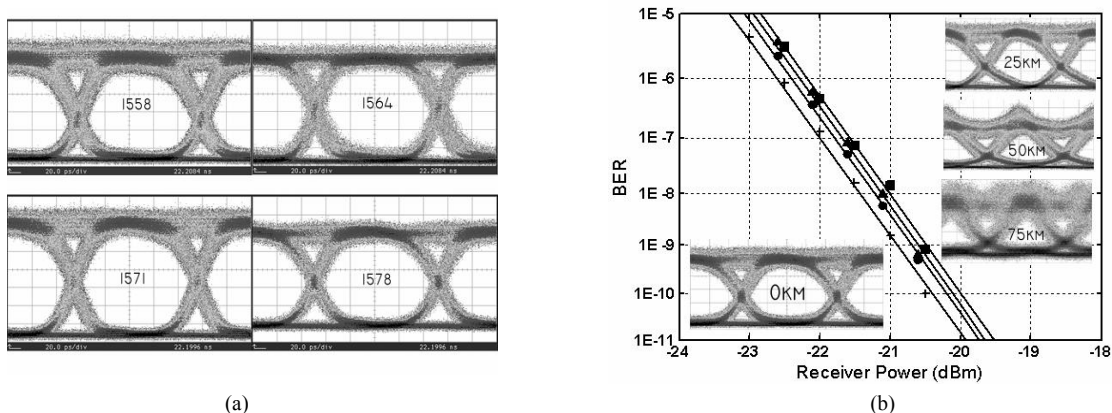 1558
1564
20.0 ps/div
22.2084 ns
20.0 ps/div
22.2084 ns
1571
1578
20.0 ps/div
22.1996 ns
20.0 ps/div
22.1996 ns
(a)
1E-5
1E-6
1E-7
1E-8
1E-9
1E-10
1E-11
BER
25KM
50KM
75KM
0KM
-24
-23
-22
-21
-20
-19
-18
Receiver Power (dBm)
(b)